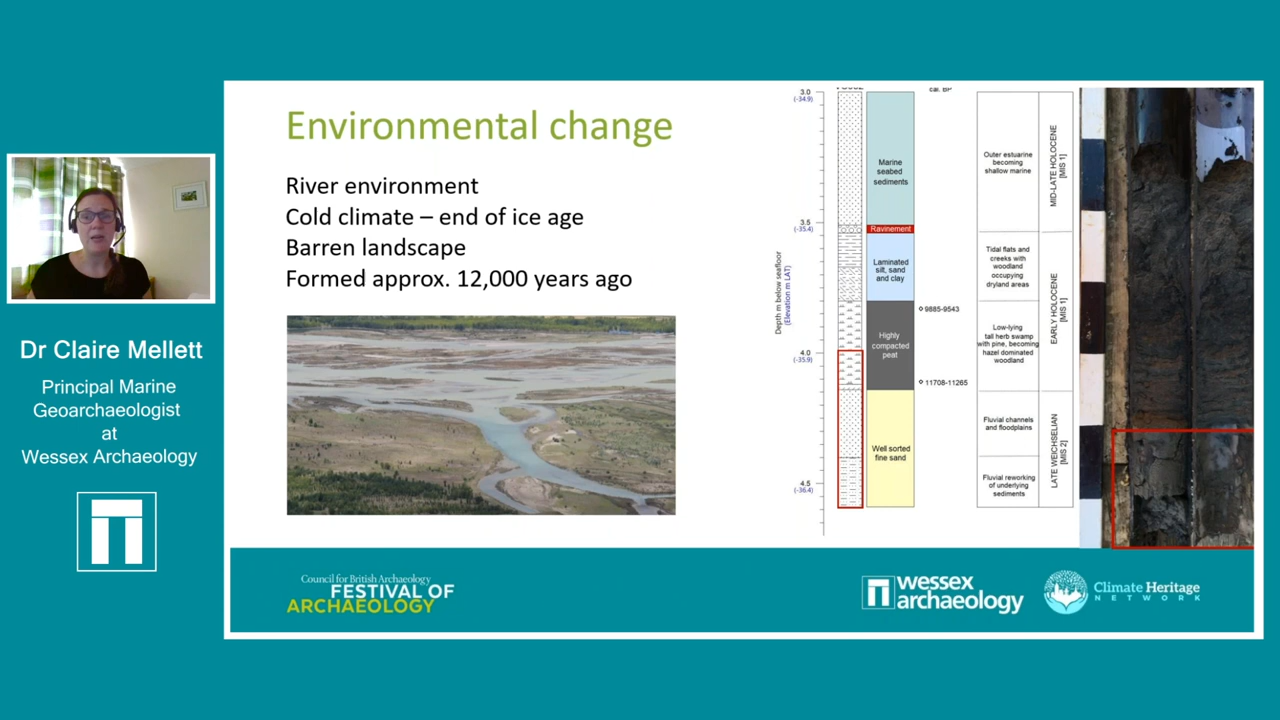 Dr Claire Mellett
Principal Marine
Geoarchaeologist
at
Wessex Archaeology
Environmental change
River environment
Cold climate – end of ice age
Barren landscape
Formed approx. 12,000 years ago
cal. BP
Depth m below seafloor
(Elevation m LAT)
3.0
(-34.9)
3.5
(-35.4)
4.0
(-35.9)
4.5
(-36.4)
Marine
seabed
sediments
Ravinement
Laminated
silt, sand
and clay
Highly
compacted
peat
Well sorted
fine sand
9885-9543
11708-11265
Outer estuarine
becoming
shallow marine
Tidal flats and
creeks with
woodland
occupying
dryland areas
Low-lying
tall herb swamp
with pine, becoming
hazel dominated
woodland
Fluvial channels
and floodplains
Fluvial reworking
of underlying
sediments
MID-LATE HOLOCENE
[MIS 1]
EARLY HOLOCENE
[MIS 1]
LATE WEICHSELIAN
[MIS 2]
Council for British Archaeology
FESTIVAL OF
ARCHAEOLOGY
wessex
archaeology
Climate Heritage
NETWORK